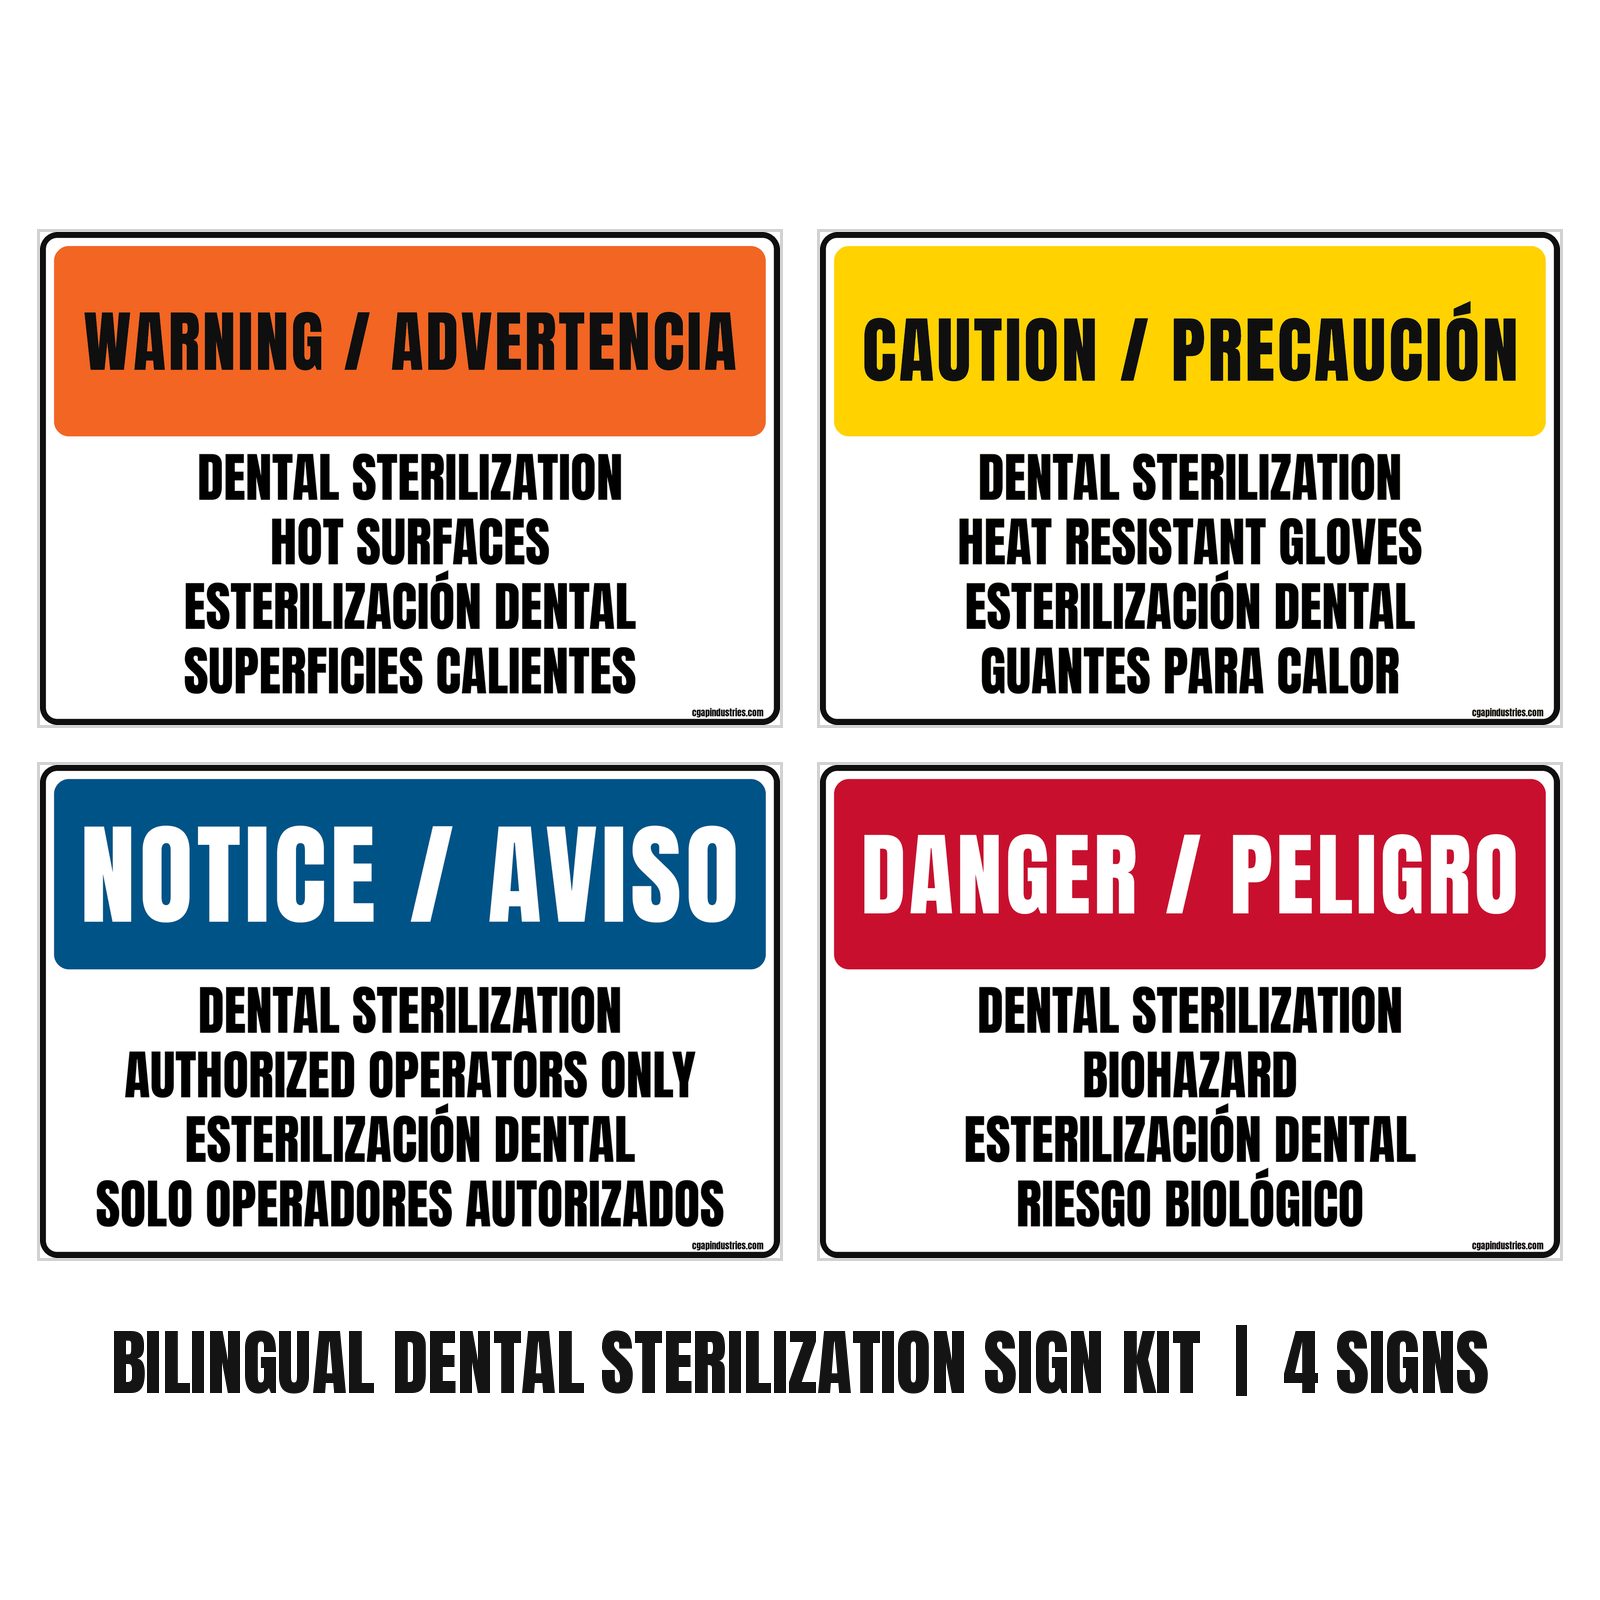 WARNING / ADVERTENCIA
DENTAL STERILIZATION
HOT SURFACES
ESTERILIZACIÓN DENTAL
SUPERFICIES CALIENTES
cgapindustries.com
CAUTION / PRECAUCIÓN
DENTAL STERILIZATION
HEAT RESISTANT GLOVES
ESTERILIZACIÓN DENTAL
GUANTES PARA CALOR
cgapindustries.com
NOTICE / AVISO
DENTAL STERILIZATION
AUTHORIZED OPERATORS ONLY
ESTERILIZACIÓN DENTAL
SOLO OPERADORES AUTORIZADOS
cgapindustries.com
DANGER / PELIGRO
DENTAL STERILIZATION
BIOHAZARD
ESTERILIZACIÓN DENTAL
RIESGO BIOLÓGICO
cgapindustries.com
BILINGUAL DENTAL STERILIZATION SIGN KIT | 4 SIGNS